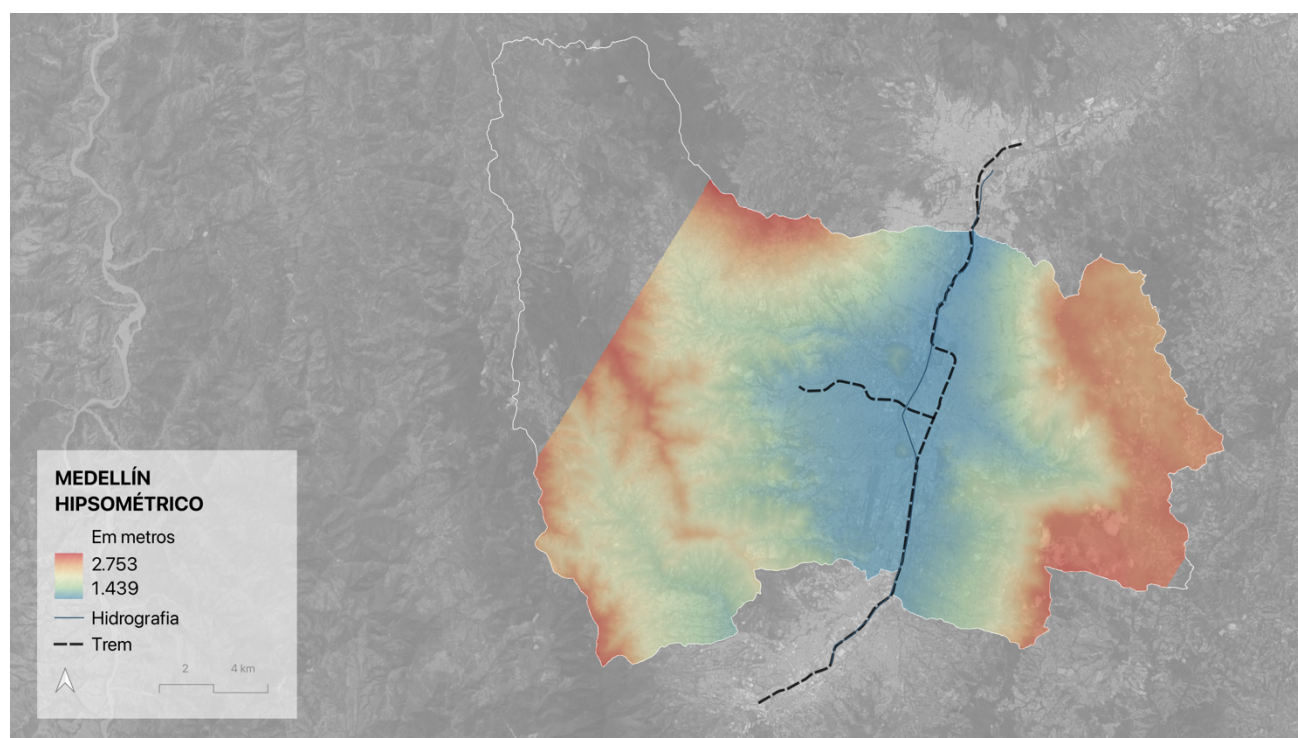 MEDELLÍN
HIPSOMÉTRICO
Em metros
2.753
1.439
Hidrografia
Trem
2 4 km